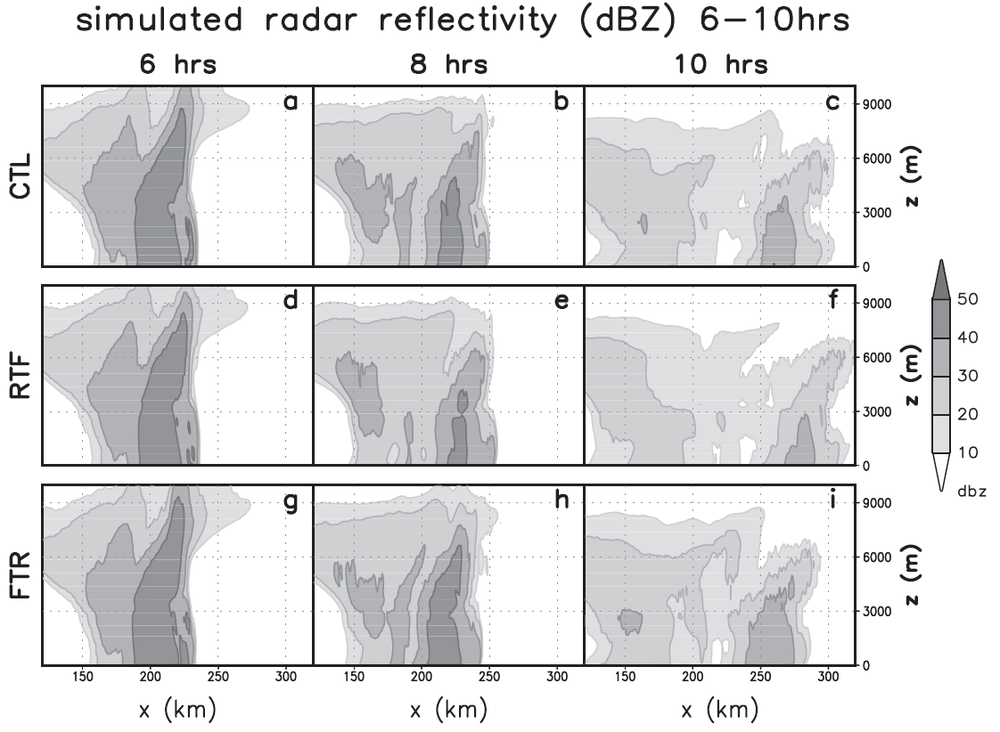 simulated radar reflectivity (dBZ) 6−10hrs
6 hrs 8 hrs 10 hrs
CTL a b c 9000
6000
3000
0
z (m)
RTF d e f 9000
6000
3000
0
z (m)
50
40
30
20
10
dbz
FTR g h i 9000
6000
3000
0
z (m)
150 200 250 300 150 200 250 300 150 200 250 300
x (km) x (km) x (km)